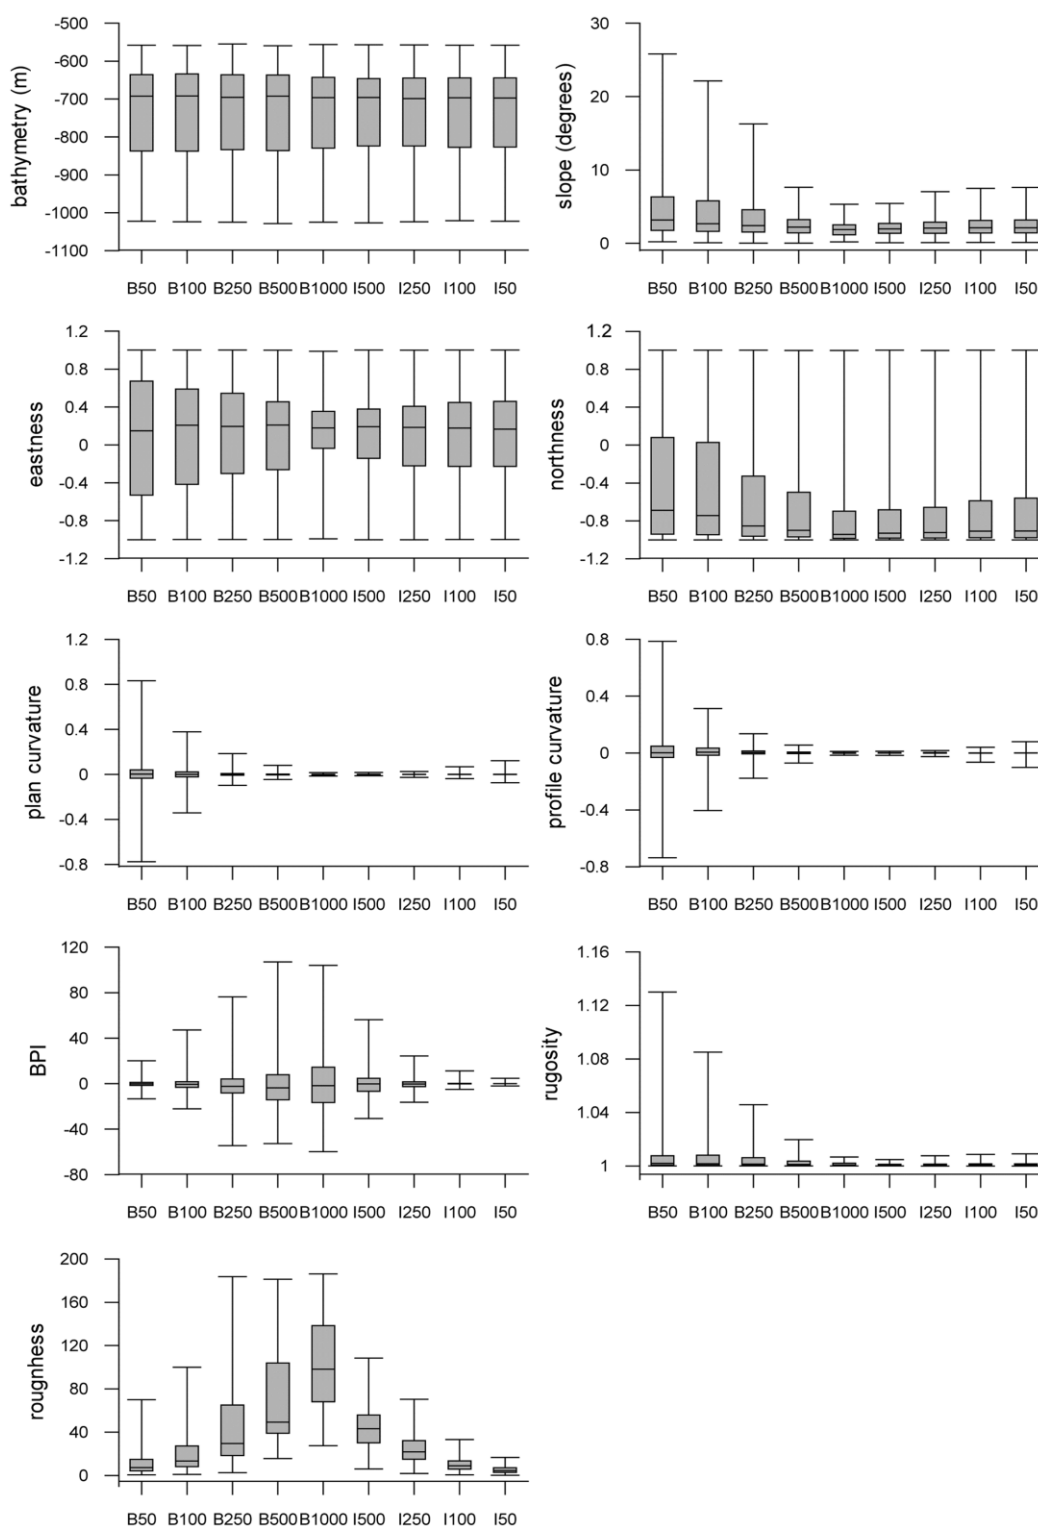 bathymetry (m)
-500
-600
-700
-800
-900
-1000
-1100
B50 B100 B250 B500 B1000 I500 I250 I100 I50
slope (degrees)
30
20
10
0
B50 B100 B250 B500 B1000 I500 I250 I100 I50
eastness
1.2
0.8
0.4
0
-0.4
-0.8
-1.2
B50 B100 B250 B500 B1000 I500 I250 I100 I50
northness
1.2
0.8
0.4
0
-0.4
-0.8
-1.2
B50 B100 B250 B500 B1000 I500 I250 I100 I50
plan curvature
1.2
0.8
0.4
0
-0.4
-0.8
B50 B100 B250 B500 B1000 I500 I250 I100 I50
profile curvature
0.8
0.4
0
-0.4
-0.8
B50 B100 B250 B500 B1000 I500 I250 I100 I50
BPI
120
80
40
0
-40
-80
B50 B100 B250 B500 B1000 I500 I250 I100 I50
rugosity
1.16
1.12
1.08
1.04
1
B50 B100 B250 B500 B1000 I500 I250 I100 I50
roughness
200
160
120
80
40
0
B50 B100 B250 B500 B1000 I500 I250 I100 I50